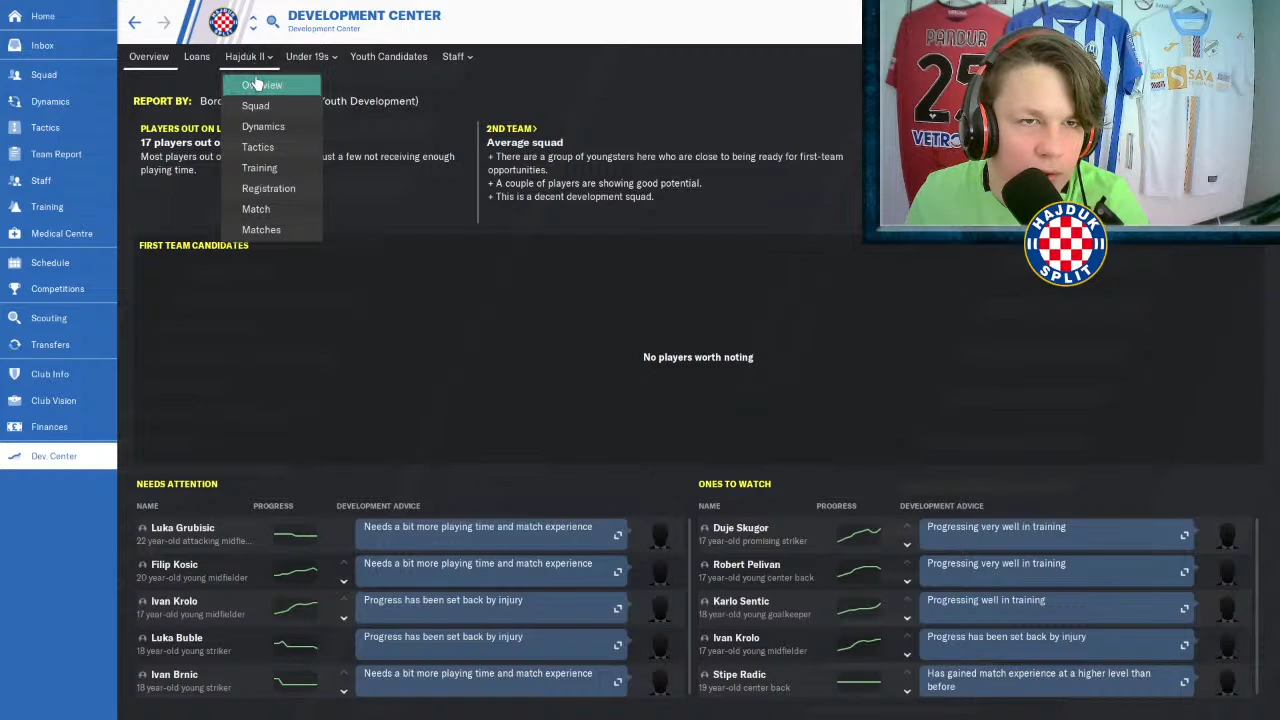 Home
Inbox
Squad
Dynamics
Tactics
Team Report
Staff
Training
Medical Centre
Schedule
Competitions
Scouting
Transfers
Club Info
Club Vision
Finances
Dev. Center
DEVELOPMENT CENTER
Development Center
Overview
Loans
Hajduk II
Under 19s
Youth Candidates
Staff
Overview
Squad
Dynamics
Tactics
Training
Registration
Match
Matches
REPORT BY:
Youth Development)
PLAYERS OUT ON L
17 players out o
Most players out o
ust a few not receiving enough
playing time.
2ND TEAM>
Average squad
+ There are a group of youngsters here who are close to being ready for first-team
opportunities.
+ A couple of players are showing good potential.
+ This is a decent development squad.
FIRST TEAM CANDIDATES
No players worth noting
NEEDS ATTENTION
NAME PROGRESS DEVELOPMENT ADVICE
Luka Grubisic
22 year-old attacking midfie...
Needs a bit more playing time and match experience
Filip Kosic
20 year-old young midfielder
Needs a bit more playing time and match experience
Ivan Krolo
17 year-old young midfielder
Progress has been set back by injury
Luka Buble
18 year-old young striker
Progress has been set back by injury
Ivan Brnic
18 year-old young striker
Needs a bit more playing time and match experience
ONES TO WATCH
NAME PROGRESS DEVELOPMENT ADVICE
Duje Skugor
17 year-old promising striker
Progressing very well in training
Robert Pelivan
17 year-old young center back
Progressing very well in training
Karlo Sentic
18 year-old young goalkeeper
Progressing well in training
Ivan Krolo
17 year-old young midfielder
Progress has been set back by injury
Stipe Radic
19 year-old center back
Has gained match experience at a higher level than
before
PANDUR
25
VETRO
HAJDUK
SPLIT